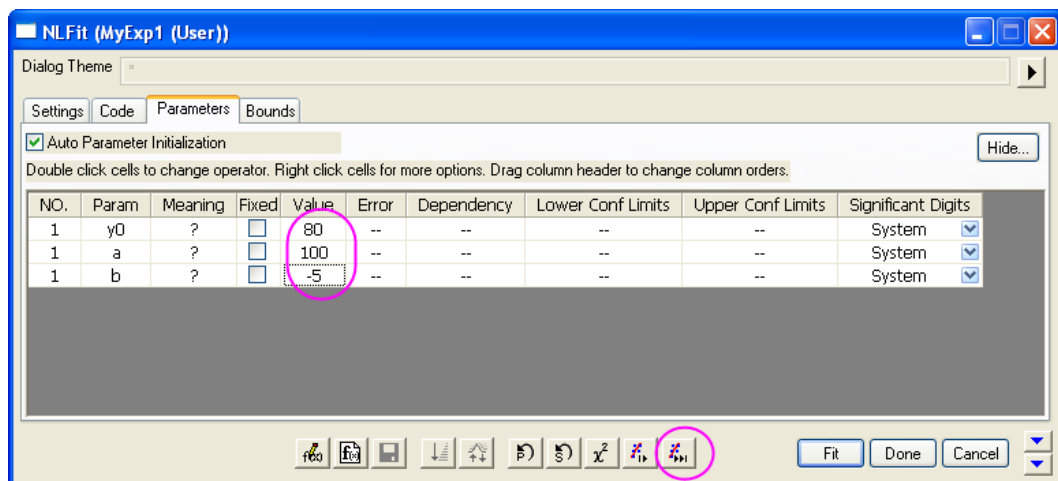 NLFit (MyExp1 (User))
Dialog Theme ×
Settings Code Parameters Bounds
Auto Parameter Initialization
Hide...
Double click cells to change operator. Right click cells for more options. Drag column header to change column orders.
NO. Param Meaning Fixed Value Error Dependency Lower Conf Limits Upper Conf Limits Significant Digits
1 y0 ? 80 -- -- -- -- System
1 a ? 100 -- -- -- -- System
1 b ? -5 -- -- -- -- System
f(x) f(x) P S χ² Fit Done Cancel